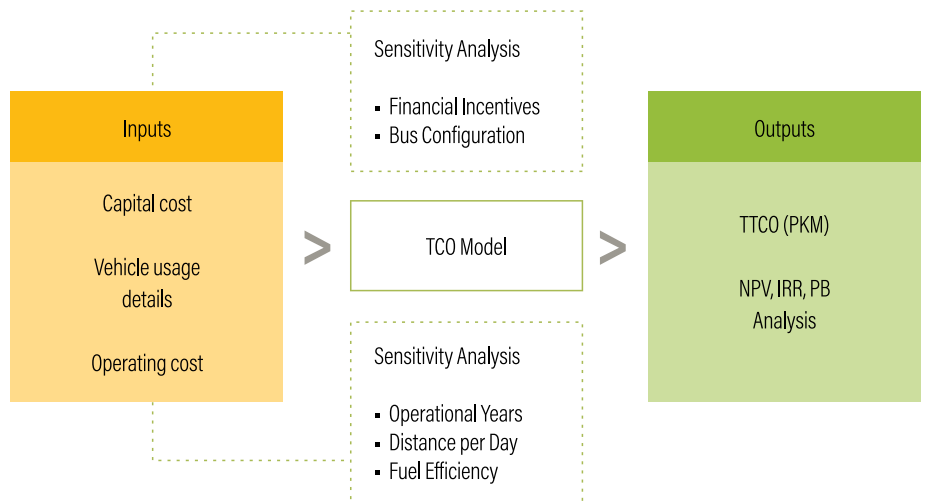 Inputs
Capital cost
Vehicle usage
details
Operating cost
>
Sensitivity Analysis
▪ Financial Incentives
▪ Bus Configuration
TCO Model
Sensitivity Analysis
▪ Operational Years
▪ Distance per Day
▪ Fuel Efficiency
>
Outputs
TTCO (PKM)
NPV, IRR, PB
Analysis